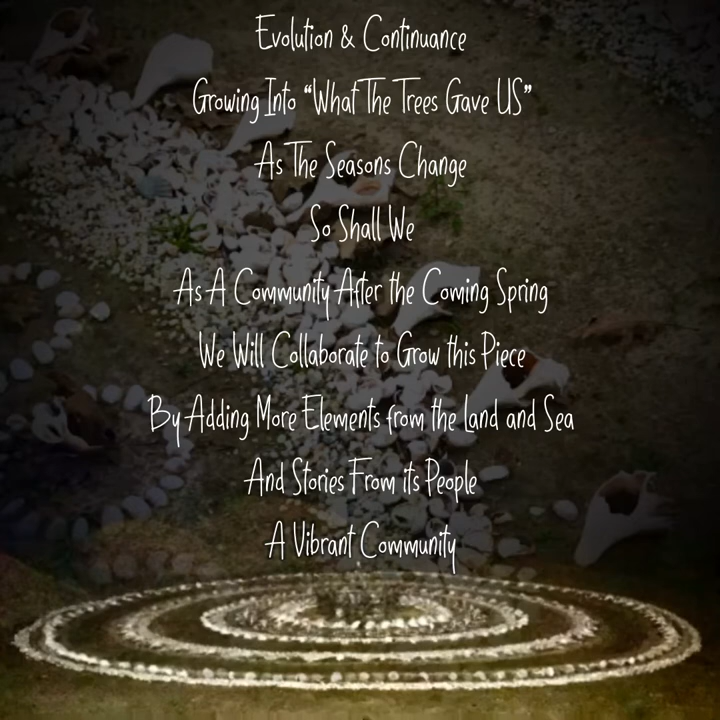 Evolution & Continuance
Growing Into “What The Trees Gave US”
As The Seasons Change
So Shall We
As A Community After the Coming Spring
We Will Collaborate to Grow this Piece
By Adding More Elements from the Land and Sea
And Stories From its People
A Vibrant Community